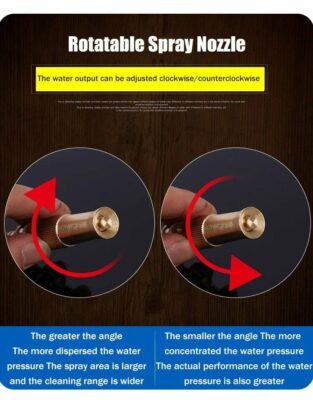 Rotatable Spray Nozzle
The water output can be adjusted clockwise/counterclockwise
The greater the angle
The more dispersed the water
pressure The spray area is larger
and the cleaning range is wider
The smaller the angle The more
concentrated the water pressure
The actual performance of the water
pressure is also greater